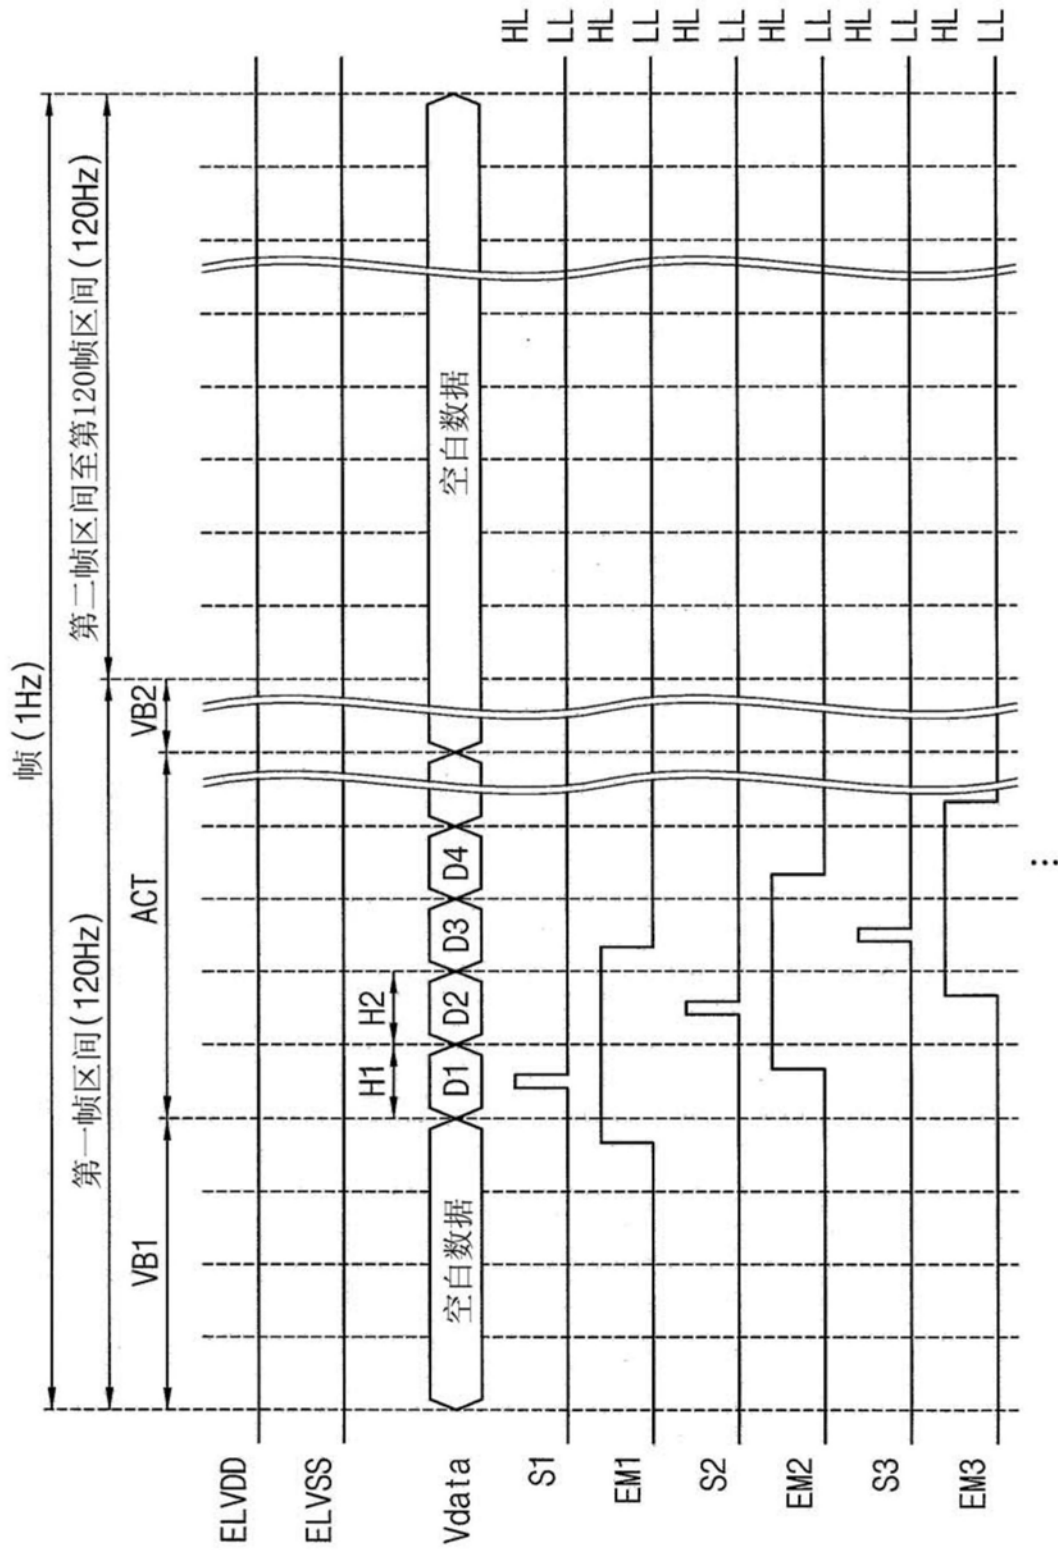 帧(1Hz)
第一帧区间(120Hz)
第二帧区间至第120帧区间(120Hz)
VB1
ACT
VB2
ELVDD
ELVSS
H1
H2
Vdata
空白数据
D1
D2
D3
D4
空白数据
S1
HL
LL
EM1
HL
LL
S2
HL
LL
EM2
HL
LL
S3
HL
LL
EM3
HL
LL
⋮